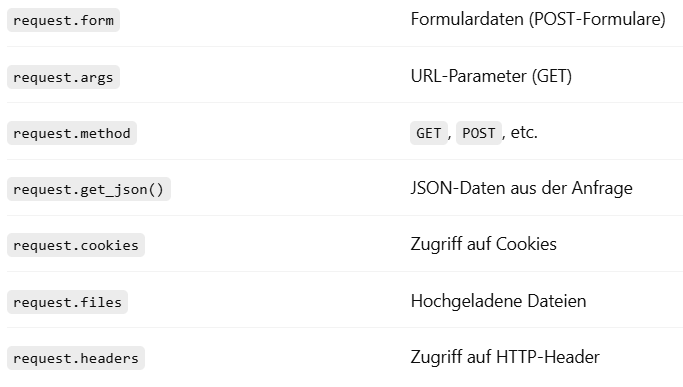 request.form Formulardaten (POST-Formulare)
request.args URL-Parameter (GET)
request.method GET, POST, etc.
request.get_json() JSON-Daten aus der Anfrage
request.cookies Zugriff auf Cookies
request.files Hochgeladene Dateien
request.headers Zugriff auf HTTP-Header